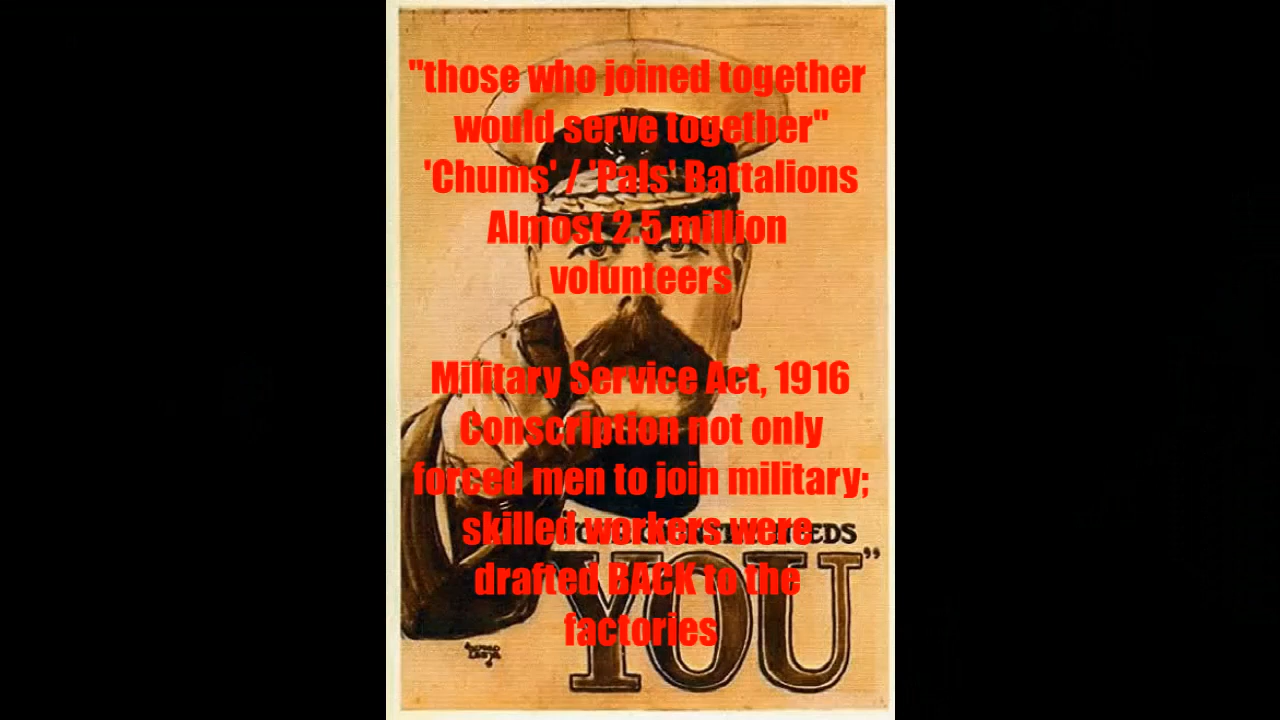 "those who joined together
would serve together"
'Chums' / 'Pals' Battalions
Almost 2.5 million
volunteers
Military Service Act, 1916
Conscription not only
forced men to join military;
skilled workers were
drafted BACK to the
factories
YOU"